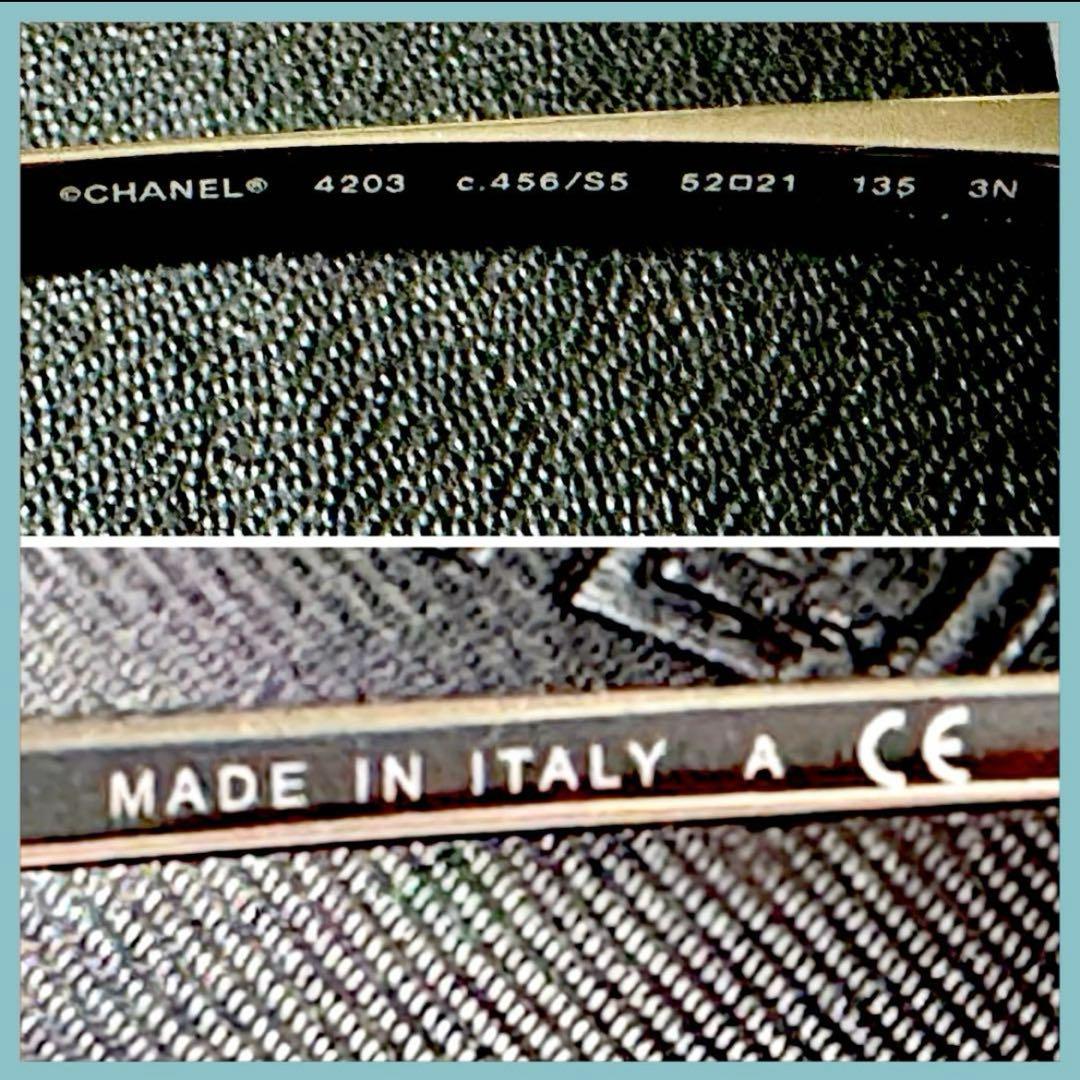 ©CHANEL® 4203 c.456/S5 52□21 135 3N
MADE IN ITALY A CE